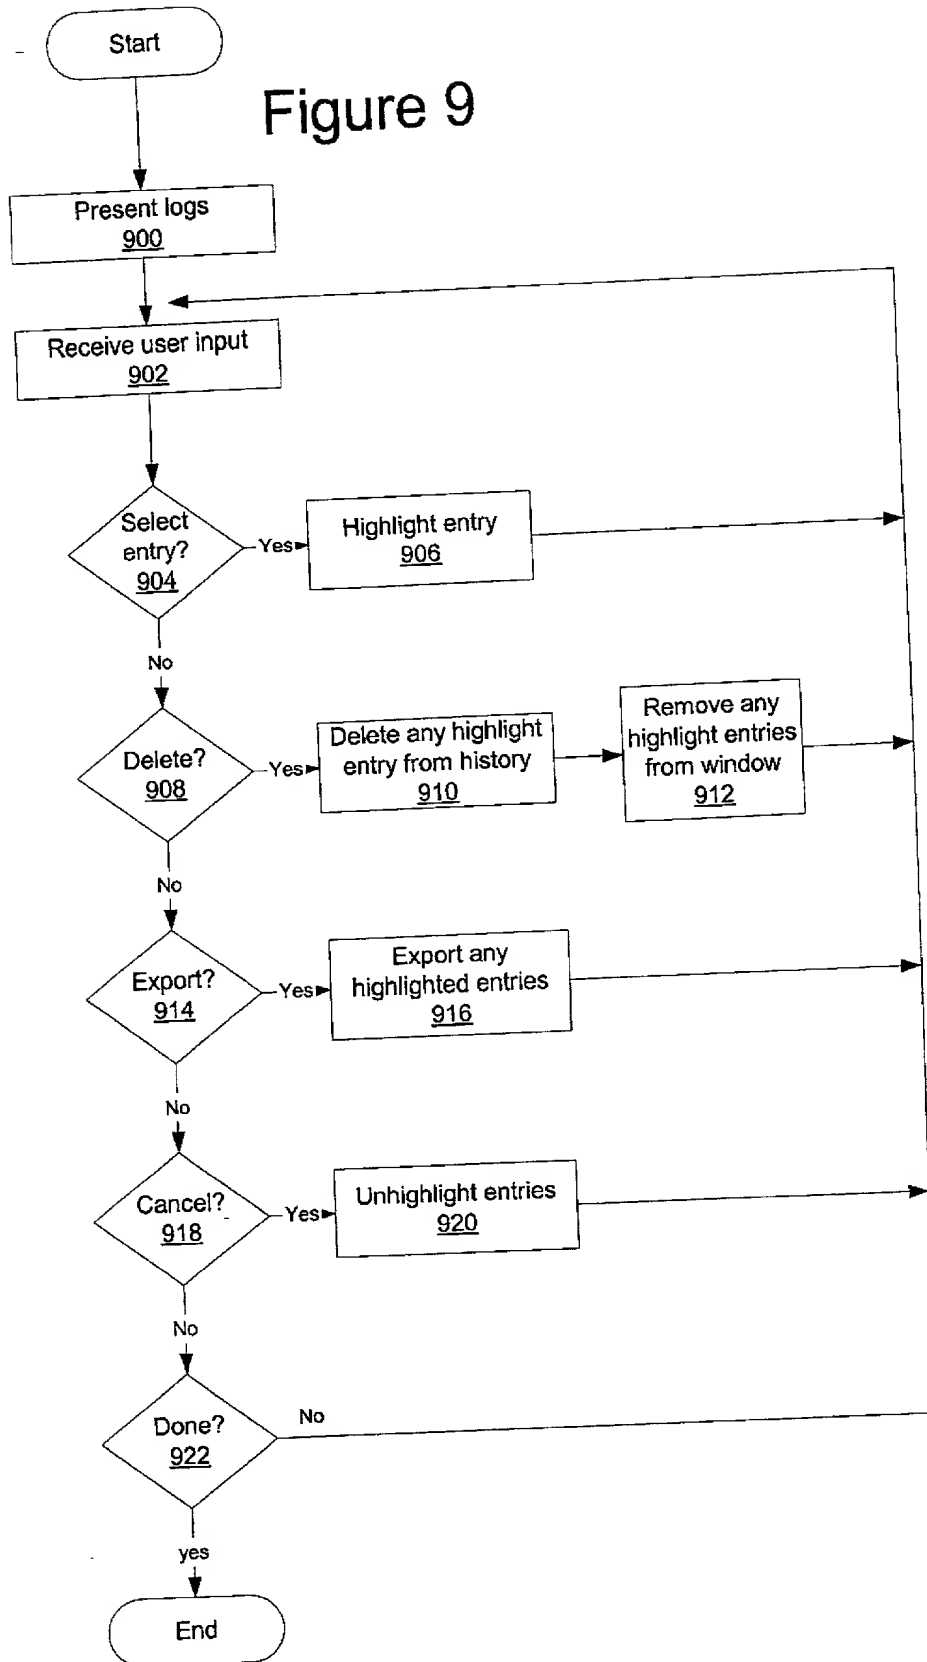 Start
Figure 9
Present logs
900
Receive user input
902
Select
entry?
904
Yes
Highlight entry
906
No
Delete?
908
Yes
Delete any highlight
entry from history
910
Remove any
highlight entries
from window
912
No
Export?
914
Yes
Export any
highlighted entries
916
No
Cancel?
918
Yes
Unhighlight entries
920
No
Done?
922
No
yes
End